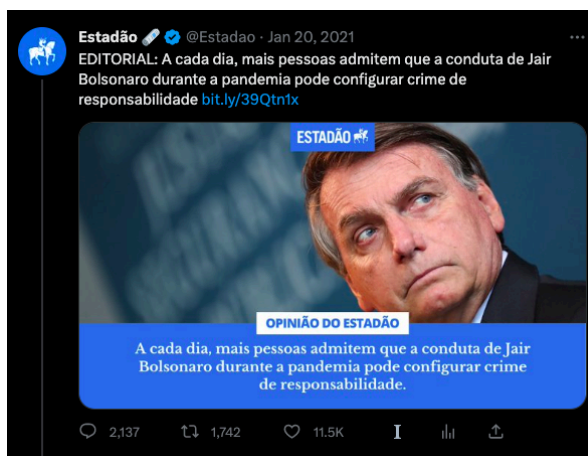 Estadão @Estadao · Jan 20, 2021
EDITORIAL: A cada dia, mais pessoas admitem que a conduta de Jair
Bolsonaro durante a pandemia pode configurar crime de
responsabilidade bit.ly/39Qtn1x
ESTADÃO
OPINIÃO DO ESTADÃO
A cada dia, mais pessoas admitem que a conduta de Jair
Bolsonaro durante a pandemia pode configurar crime
de responsabilidade.
2,137 1,742 11.5K